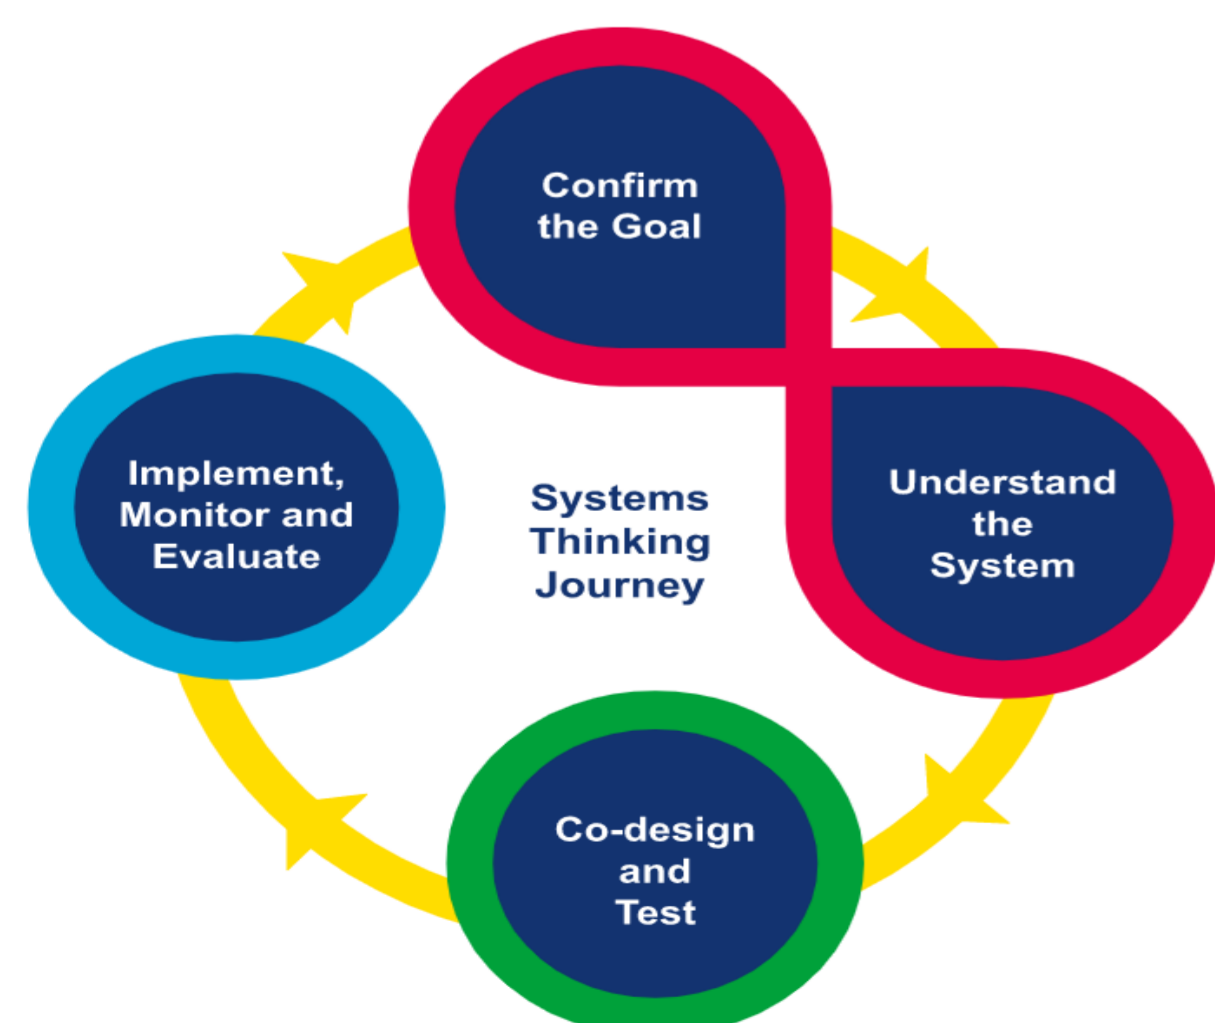 Confirm
the Goal
Understand
the
System
Systems
Thinking
Journey
Implement,
Monitor and
Evaluate
Co-design
and
Test